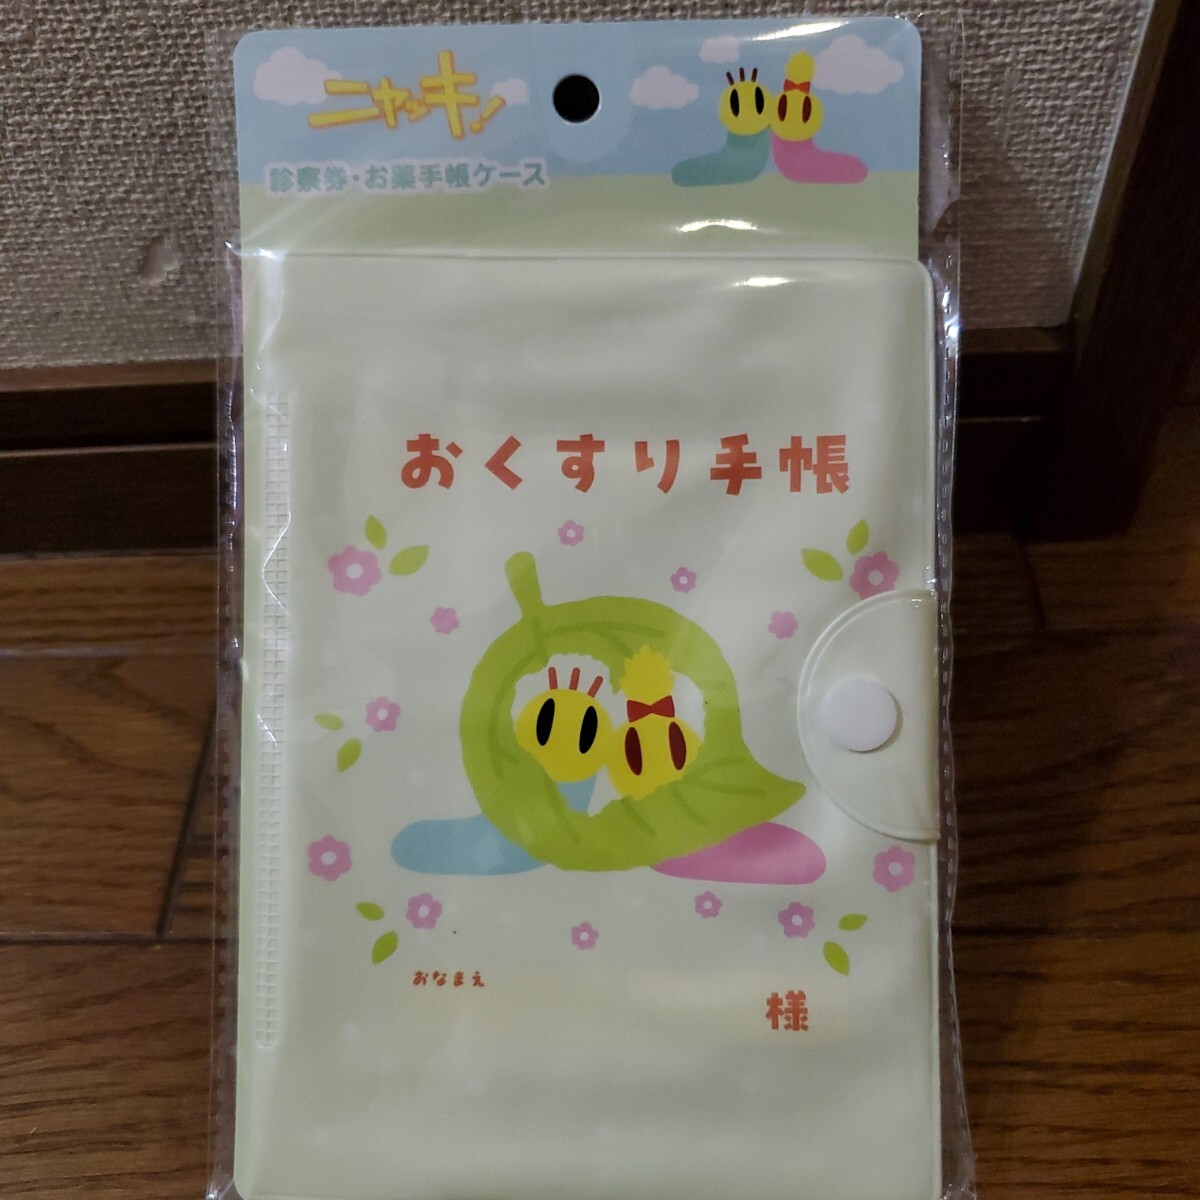 ニャッキ!
診察券・お薬手帳ケース
おくすり手帳
おなまえ
様